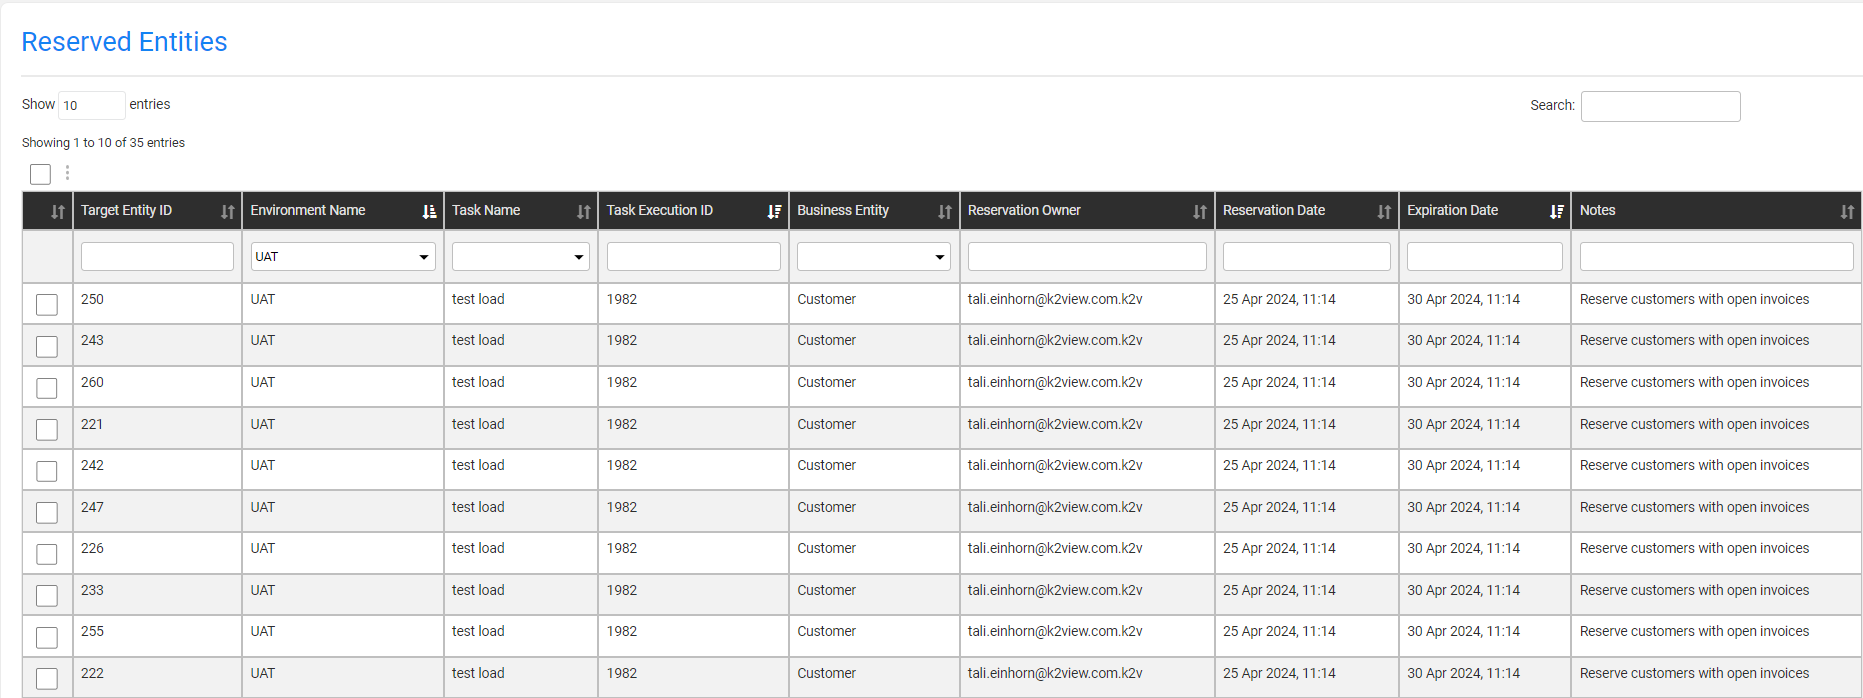 Reserved Entities
Show 10 entries Search:
Showing 1 to 10 of 35 entries
Target Entity ID Environment Name Task Name Task Execution ID Business Entity Reservation Owner Reservation Date Expiration Date Notes
UAT
250 UAT test load 1982 Customer tali.einhorn@k2view.com.k2v 25 Apr 2024, 11:14 30 Apr 2024, 11:14 Reserve customers with open invoices
243 UAT test load 1982 Customer tali.einhorn@k2view.com.k2v 25 Apr 2024, 11:14 30 Apr 2024, 11:14 Reserve customers with open invoices
260 UAT test load 1982 Customer tali.einhorn@k2view.com.k2v 25 Apr 2024, 11:14 30 Apr 2024, 11:14 Reserve customers with open invoices
221 UAT test load 1982 Customer tali.einhorn@k2view.com.k2v 25 Apr 2024, 11:14 30 Apr 2024, 11:14 Reserve customers with open invoices
242 UAT test load 1982 Customer tali.einhorn@k2view.com.k2v 25 Apr 2024, 11:14 30 Apr 2024, 11:14 Reserve customers with open invoices
247 UAT test load 1982 Customer tali.einhorn@k2view.com.k2v 25 Apr 2024, 11:14 30 Apr 2024, 11:14 Reserve customers with open invoices
226 UAT test load 1982 Customer tali.einhorn@k2view.com.k2v 25 Apr 2024, 11:14 30 Apr 2024, 11:14 Reserve customers with open invoices
233 UAT test load 1982 Customer tali.einhorn@k2view.com.k2v 25 Apr 2024, 11:14 30 Apr 2024, 11:14 Reserve customers with open invoices
255 UAT test load 1982 Customer tali.einhorn@k2view.com.k2v 25 Apr 2024, 11:14 30 Apr 2024, 11:14 Reserve customers with open invoices
222 UAT test load 1982 Customer tali.einhorn@k2view.com.k2v 25 Apr 2024, 11:14 30 Apr 2024, 11:14 Reserve customers with open invoices